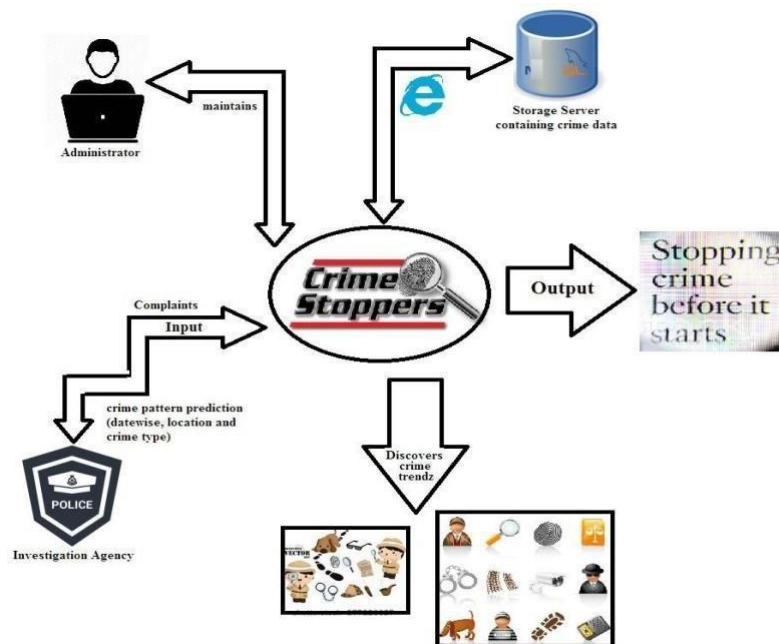 maintains
Administrator
Storage Server
containing crime data
Crime
Stoppers
Output
Stopping
crime
before it
starts
Complaints
Input
crime pattern prediction
(datewise, location and
crime type)
POLICE
Investigation Agency
Discovers
crime
trendz
VECTOR